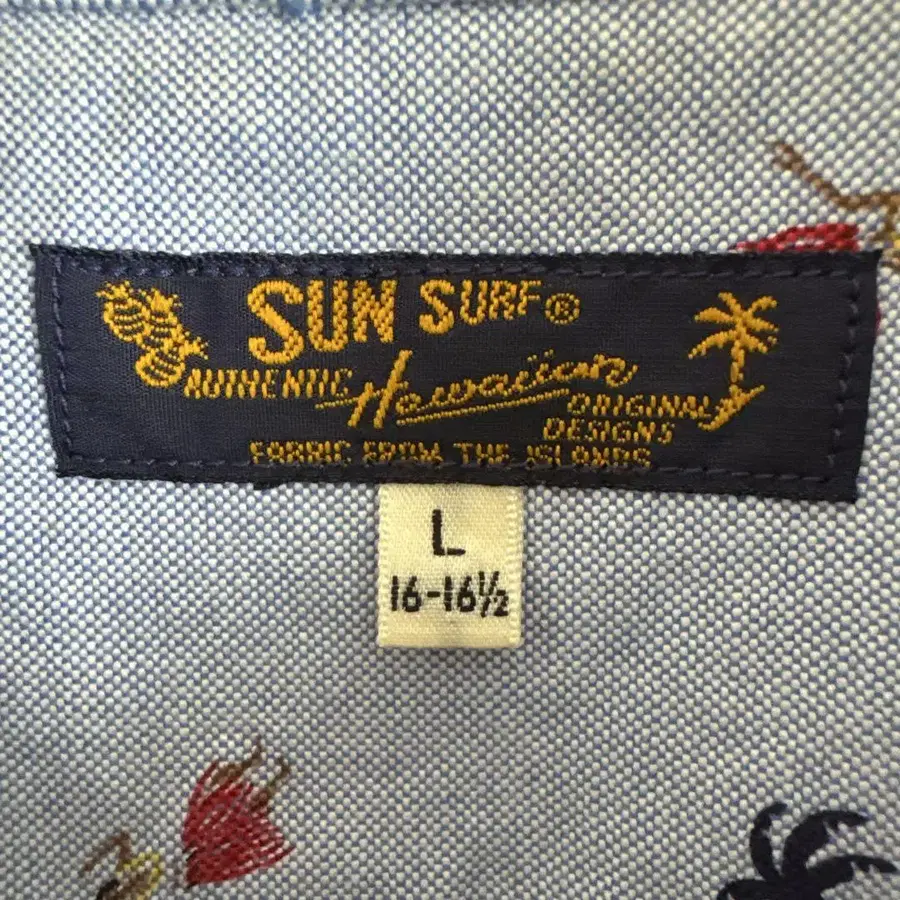 SUN SURF®
AUTHENTIC Hawaiian ORIGINAL
DESIGNS
FABRIC FROM THE ISLANDS
L
16-16½